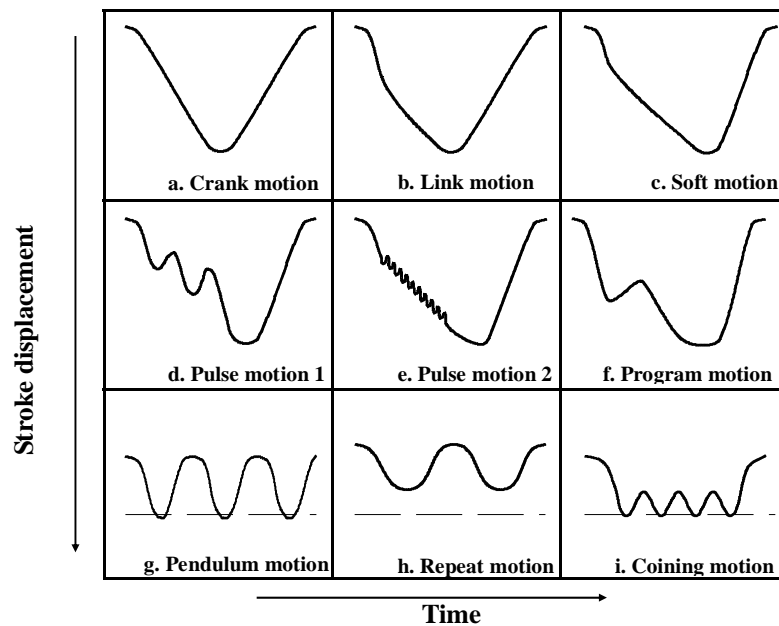 Stroke displacement
a. Crank motion
b. Link motion
c. Soft motion
d. Pulse motion 1
e. Pulse motion 2
f. Program motion
g. Pendulum motion
h. Repeat motion
i. Coining motion
Time